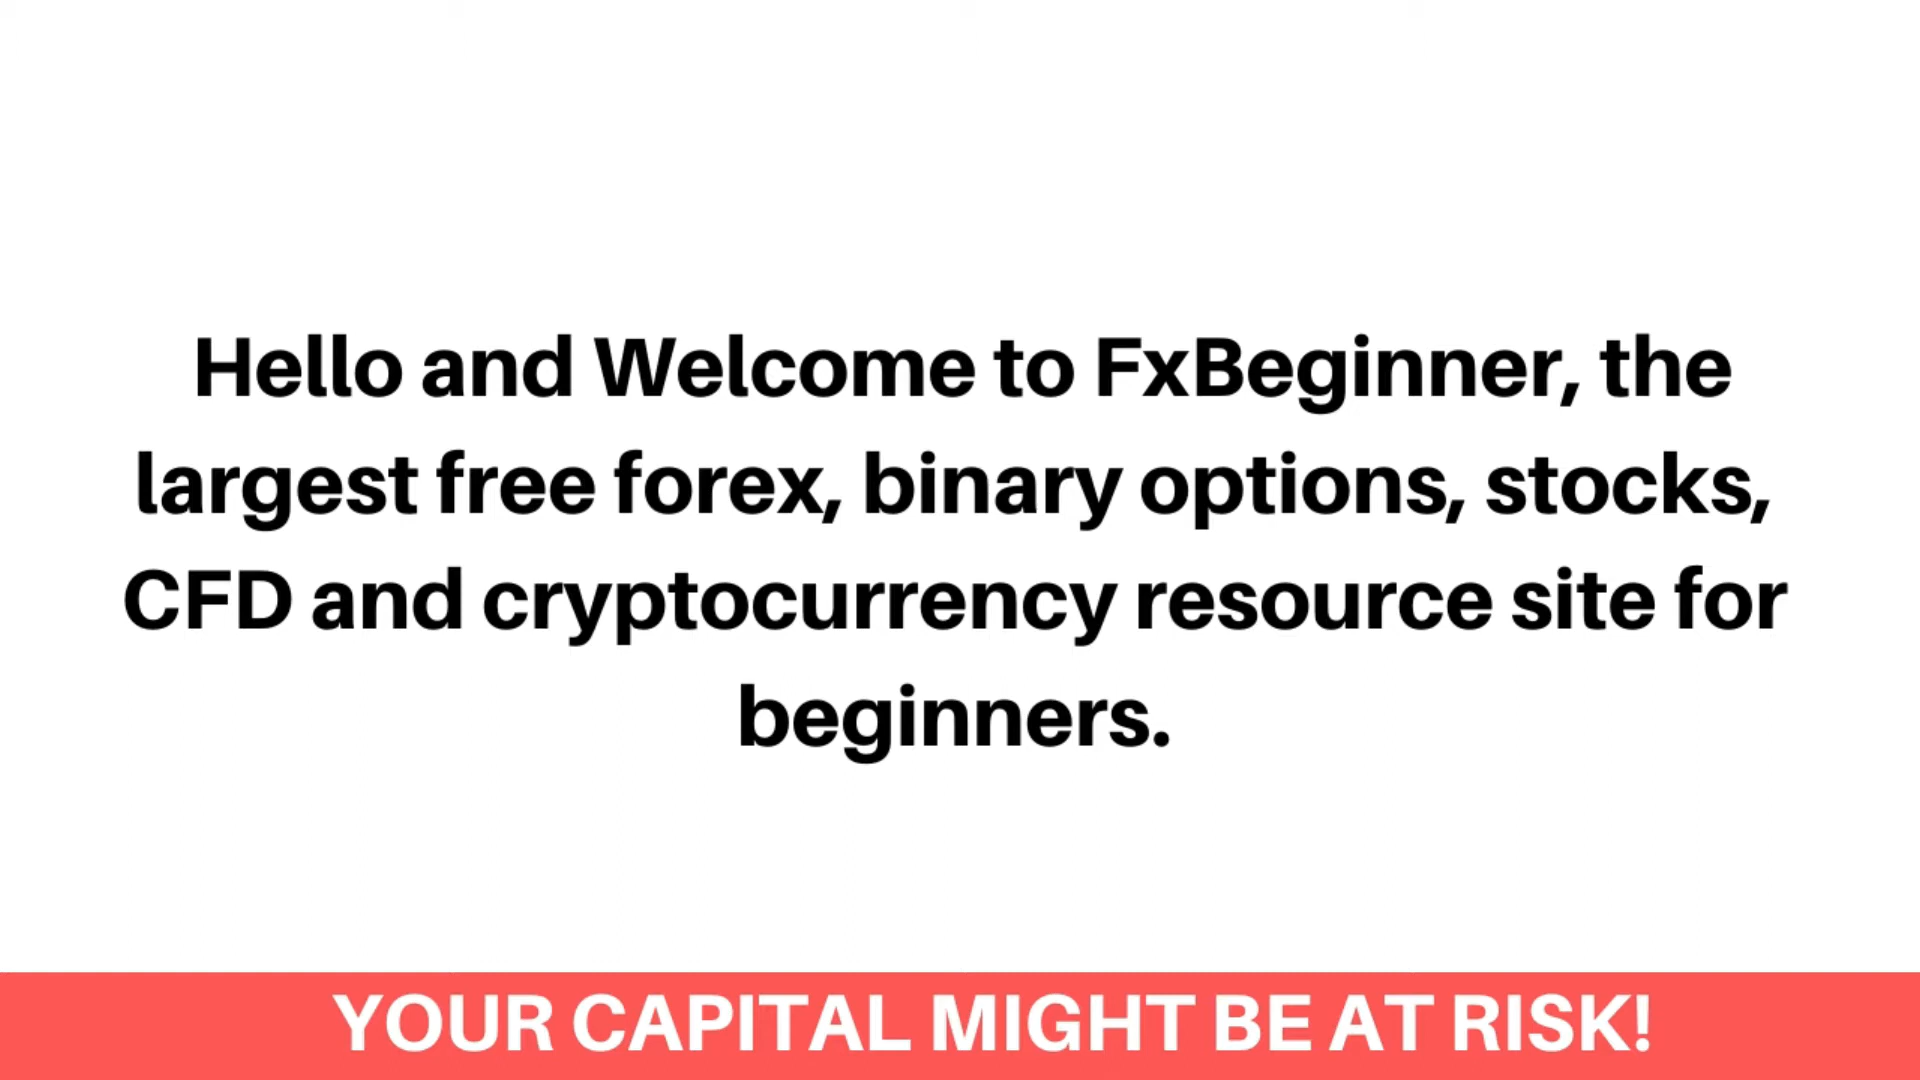 Hello and Welcome to FxBeginner, the
largest free forex, binary options, stocks,
CFD and cryptocurrency resource site for
beginners.
YOUR CAPITAL MIGHT BE AT RISK!